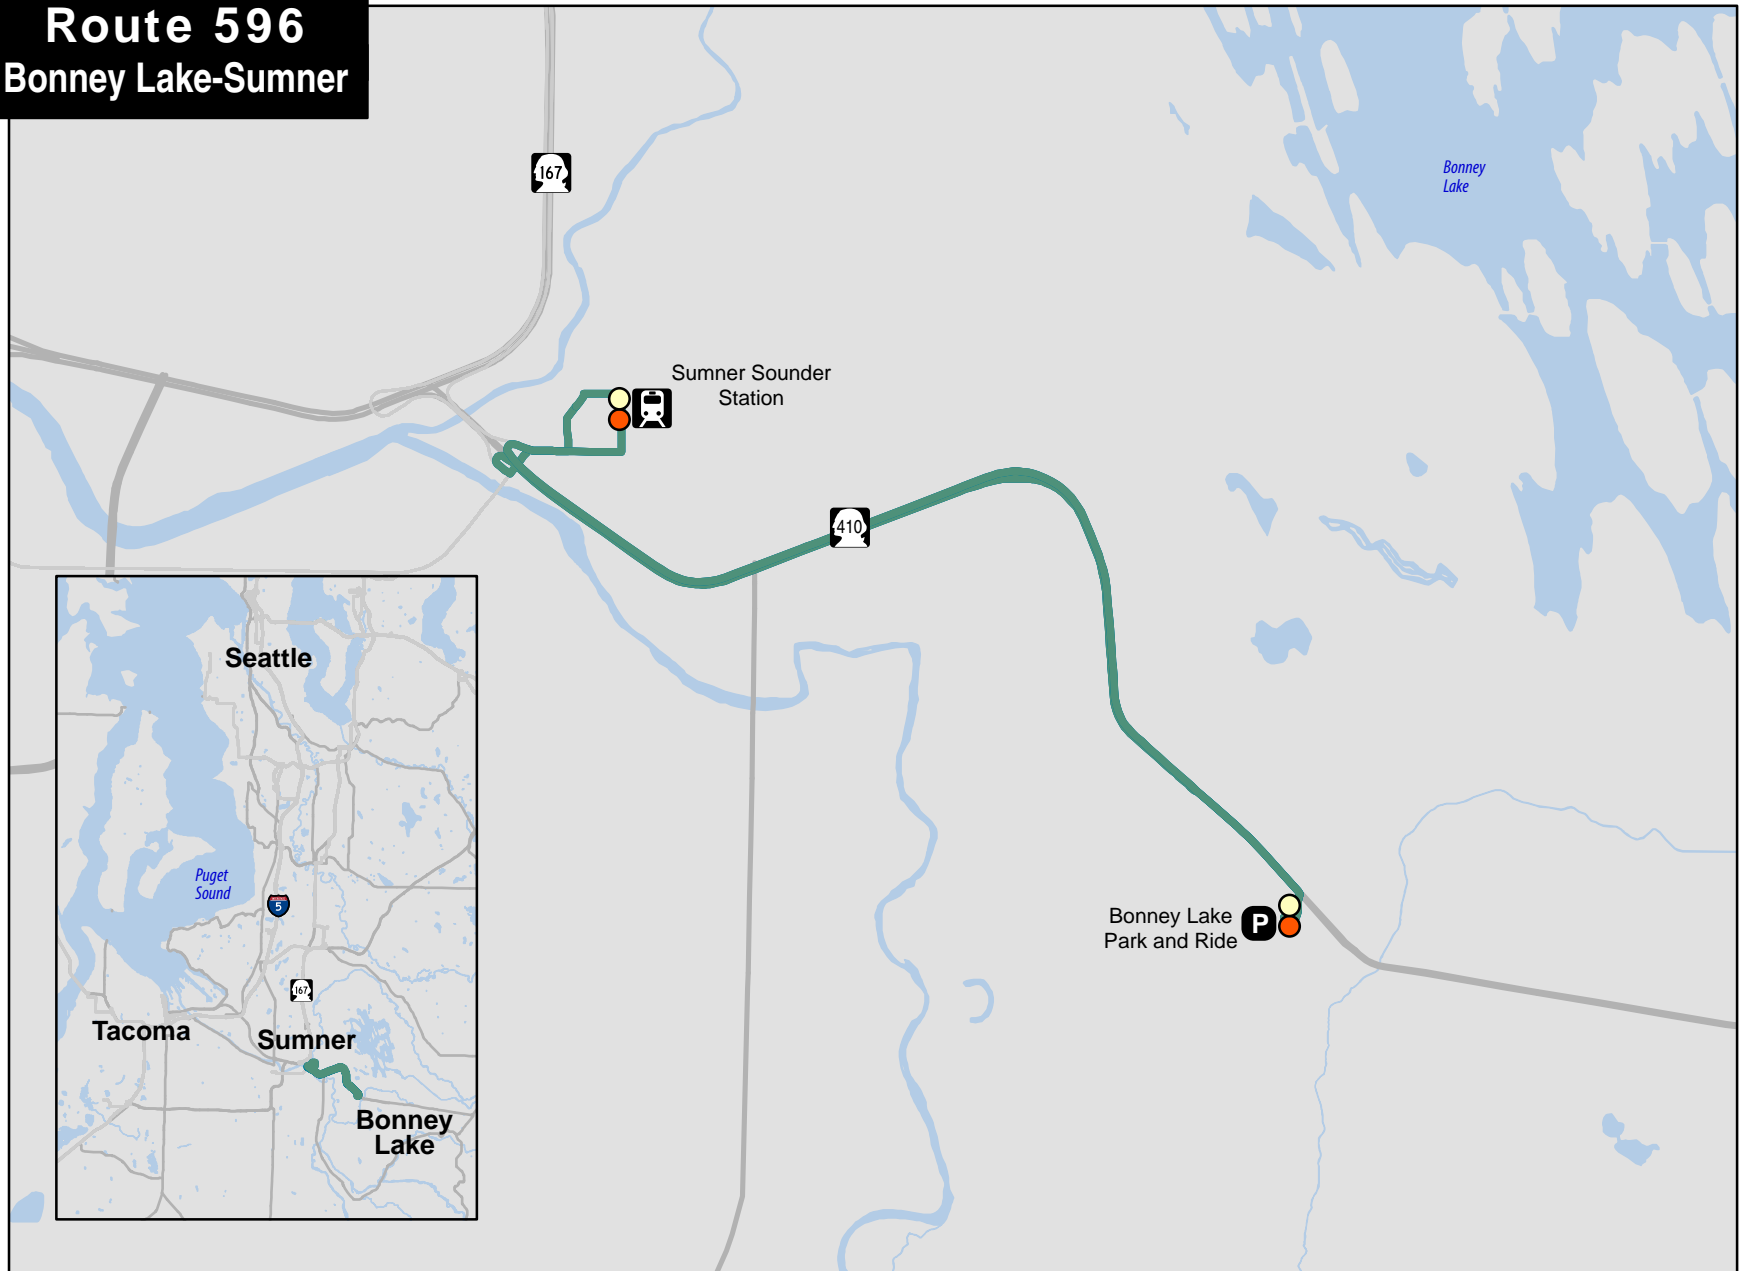 Route 596
Bonney Lake-Sumner
167
Bonney
Lake
Sumner Sounder
Station
410
Bonney Lake
Park and Ride
P
Seattle
Puget
Sound
5
167
Tacoma
Sumner
Bonney
Lake